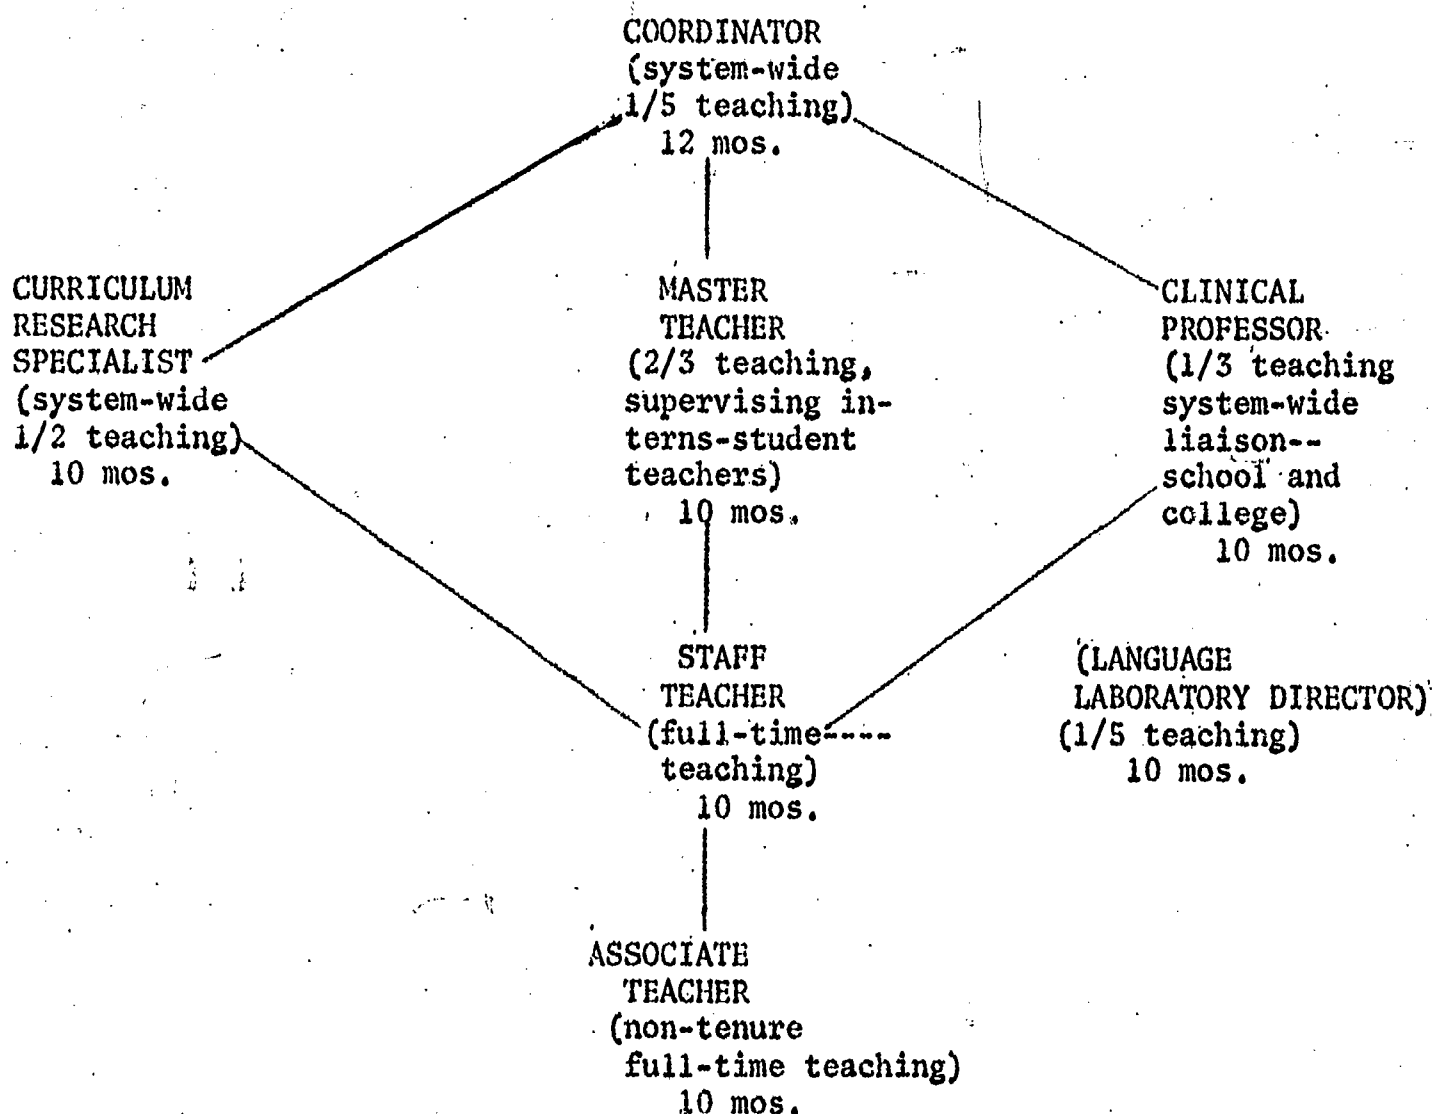 COORDINATOR
(system-wide
1/5 teaching)
12 mos.
CURRICULUM
RESEARCH
SPECIALIST
(system-wide
1/2 teaching)
10 mos.
MASTER
TEACHER
(2/3 teaching,
supervising in-
terns-student
teachers)
10 mos.
CLINICAL
PROFESSOR
(1/3 teaching
system-wide
liaison--
school and
college)
10 mos.
STAFF
TEACHER
(full-time----
teaching)
10 mos.
(LANGUAGE
LABORATORY DIRECTOR)
(1/5 teaching)
10 mos.
ASSOCIATE
TEACHER
(non-tenure
full-time teaching)
10 mos.